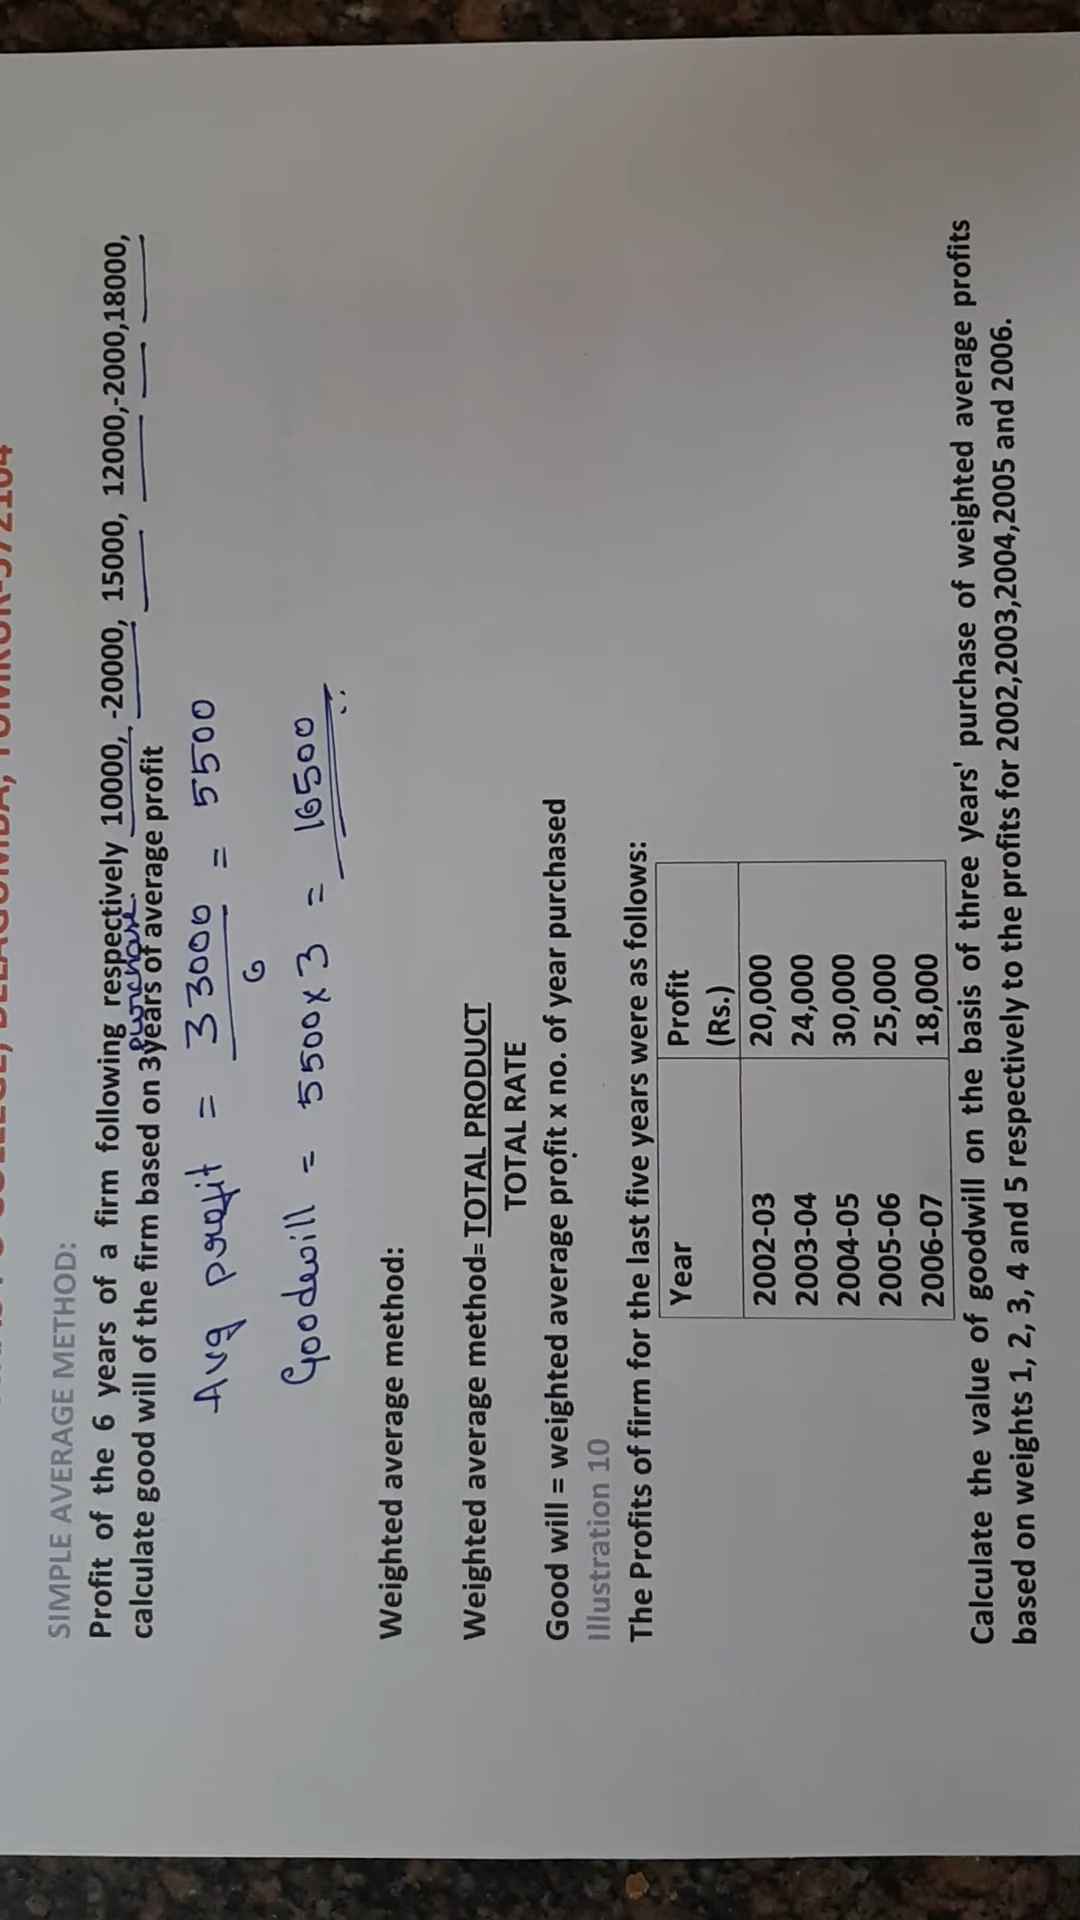 SIMPLE AVERAGE METHOD:
Profit of the 6 years of a firm following respectively 10000, -20000, 15000, 12000,-2000,18000,
purchase.
calculate good will of the firm based on 3years of average profit
Avg profit = 33000 = 5500
6
Goodwill = 5500 x 3 = 16500
Weighted average method:
Weighted average method= TOTAL PRODUCT
TOTAL RATE
Good will = weighted average profit x no. of year purchased
Illustration 10
The Profits of firm for the last five years were as follows:
Year Profit
(Rs.)
2002-03 20,000
2003-04 24,000
2004-05 30,000
2005-06 25,000
2006-07 18,000
Calculate the value of goodwill on the basis of three years' purchase of weighted average profits
based on weights 1, 2, 3, 4 and 5 respectively to the profits for 2002,2003,2004,2005 and 2006.